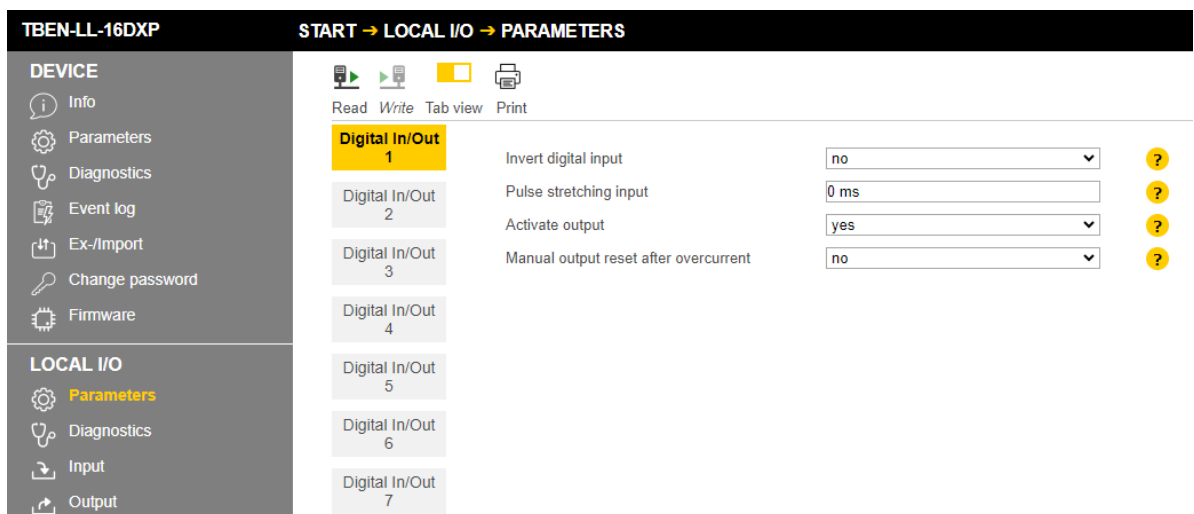 TBEN-LL-16DXP
START → LOCAL I/O → PARAMETERS
DEVICE
Info
Parameters
Diagnostics
Event log
Ex-/Import
Change password
Firmware
LOCAL I/O
Parameters
Diagnostics
Input
Output
Read Write Tab view Print
Digital In/Out
1
Digital In/Out
2
Digital In/Out
3
Digital In/Out
4
Digital In/Out
5
Digital In/Out
6
Digital In/Out
7
Invert digital input no ?
Pulse stretching input 0 ms ?
Activate output yes ?
Manual output reset after overcurrent no ?